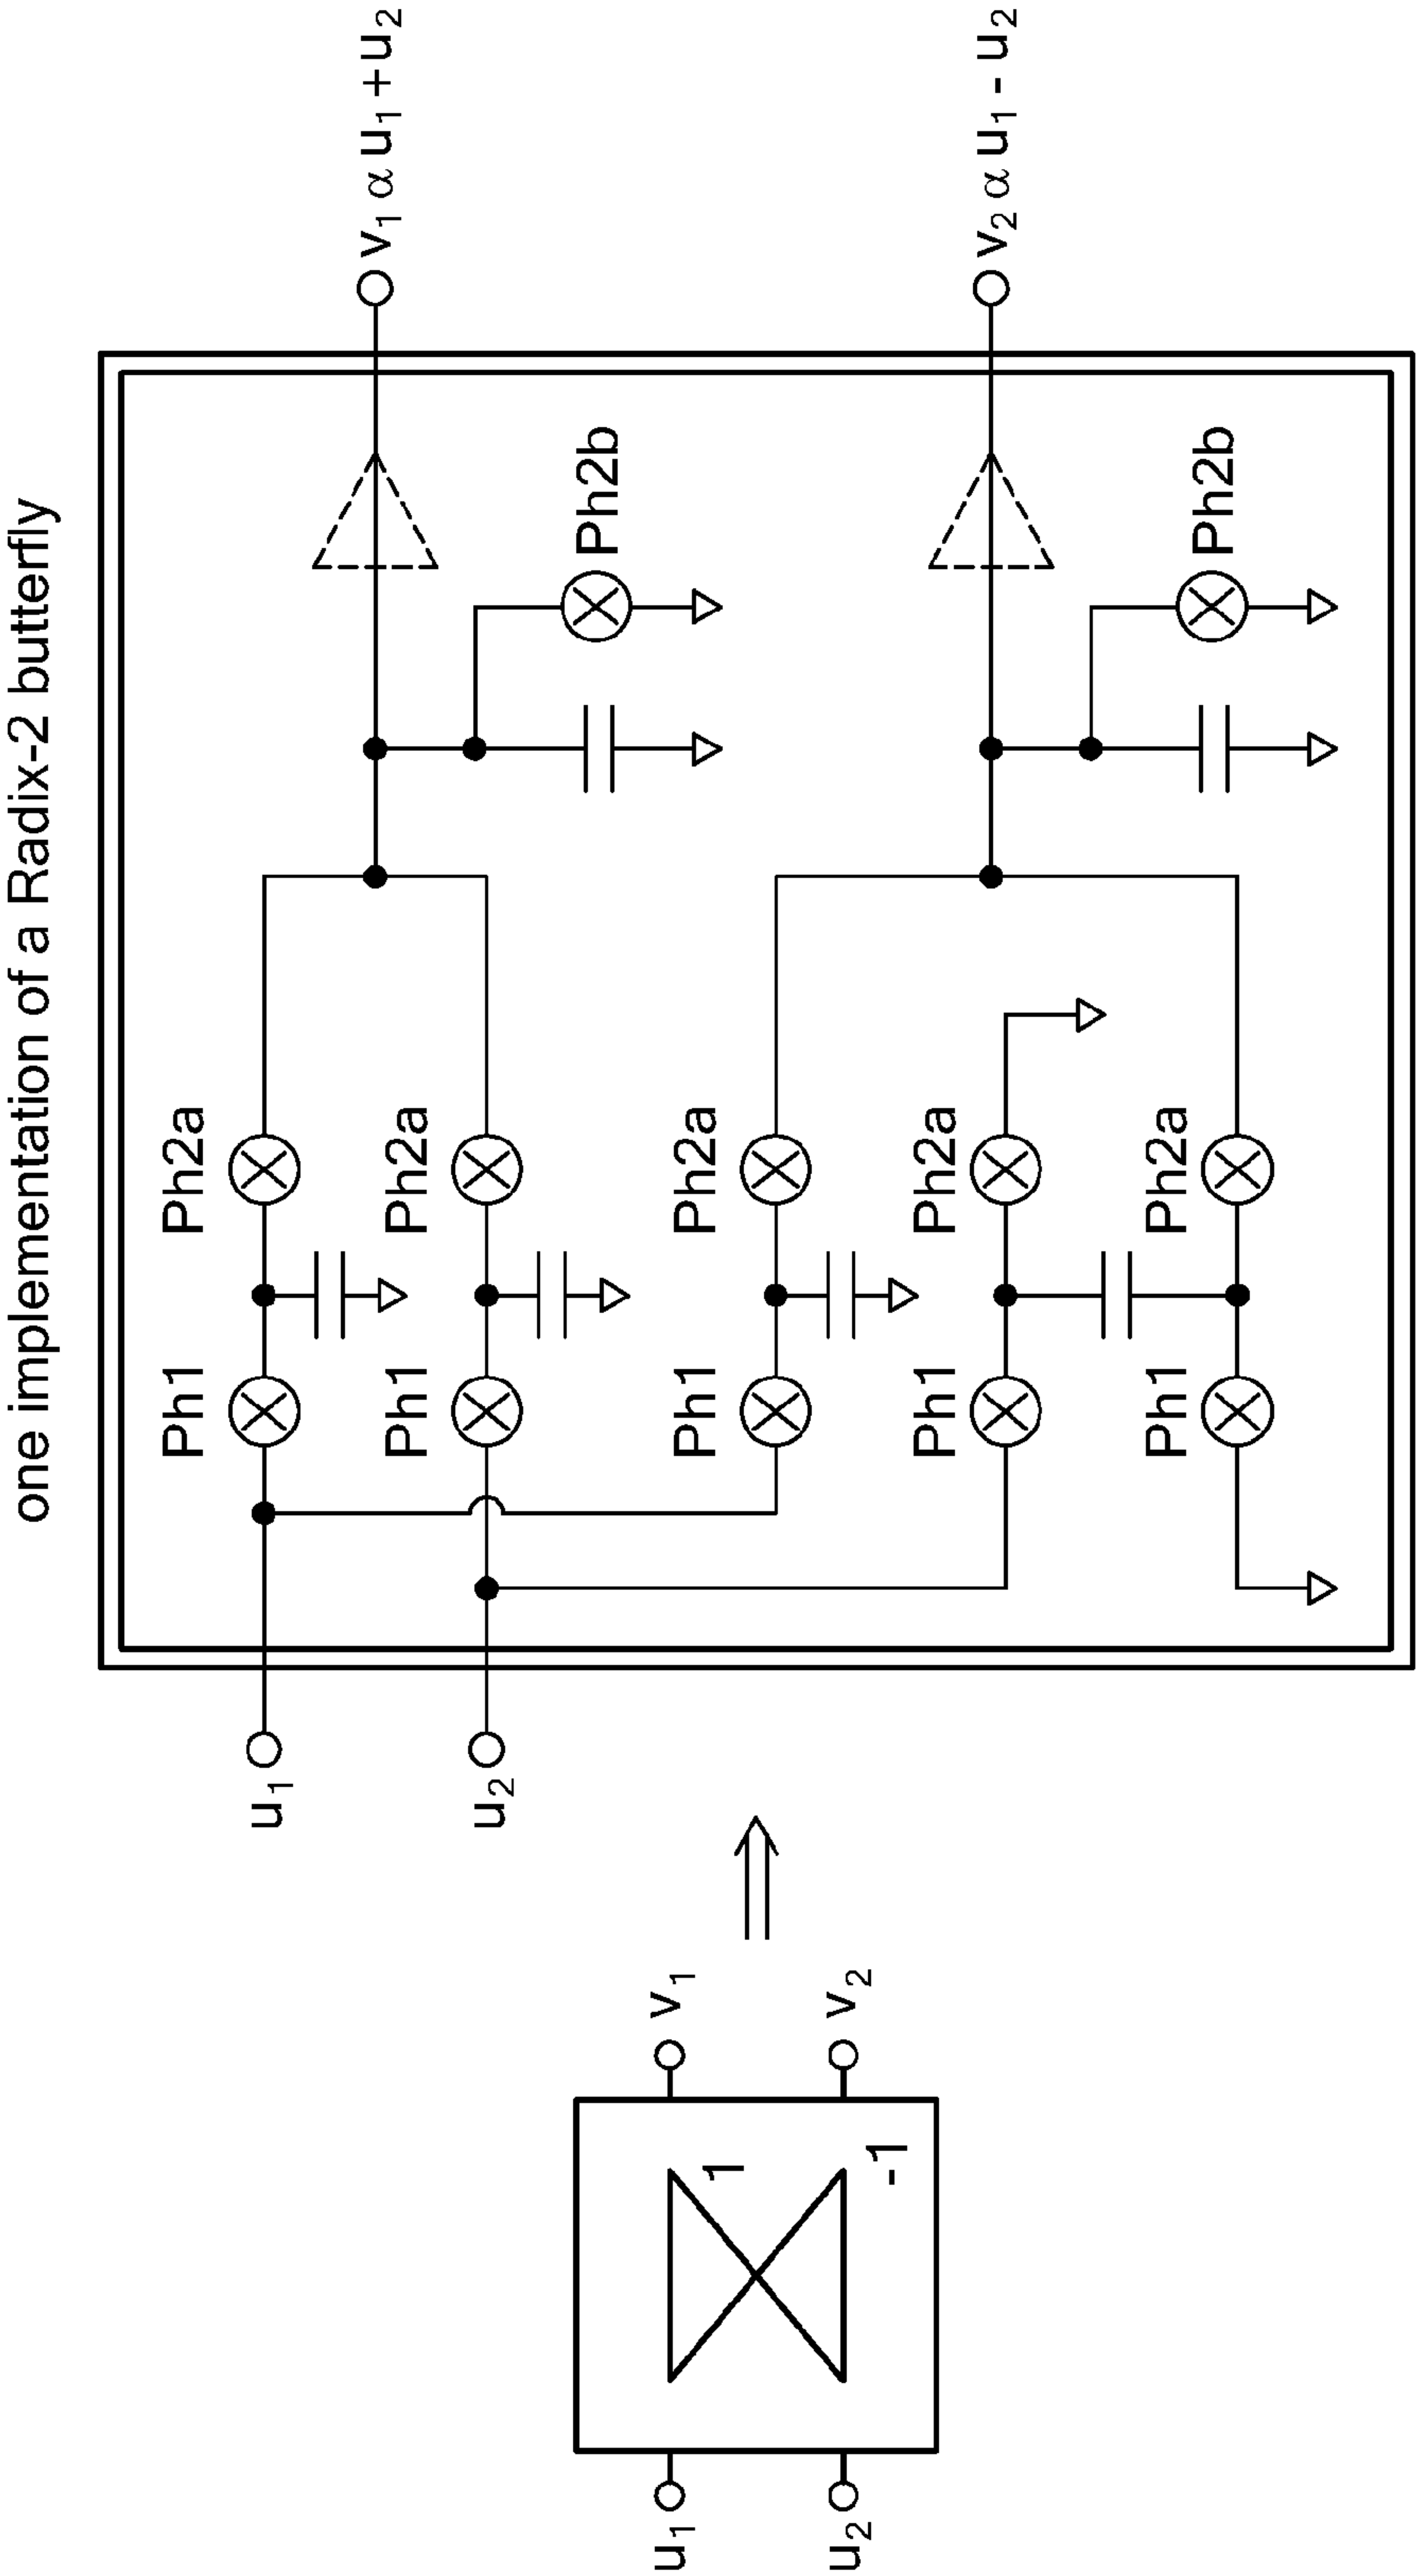 one implementation of a Radix-2 butterfly
u1
u2
1
-1
v1
v2
u1
u2
Ph1
Ph2a
Ph1
Ph2a
Ph1
Ph2a
Ph1
Ph2a
Ph1
Ph2a
Ph2b
Ph2b
v1 α u1 +u2
v2 α u1 - u2